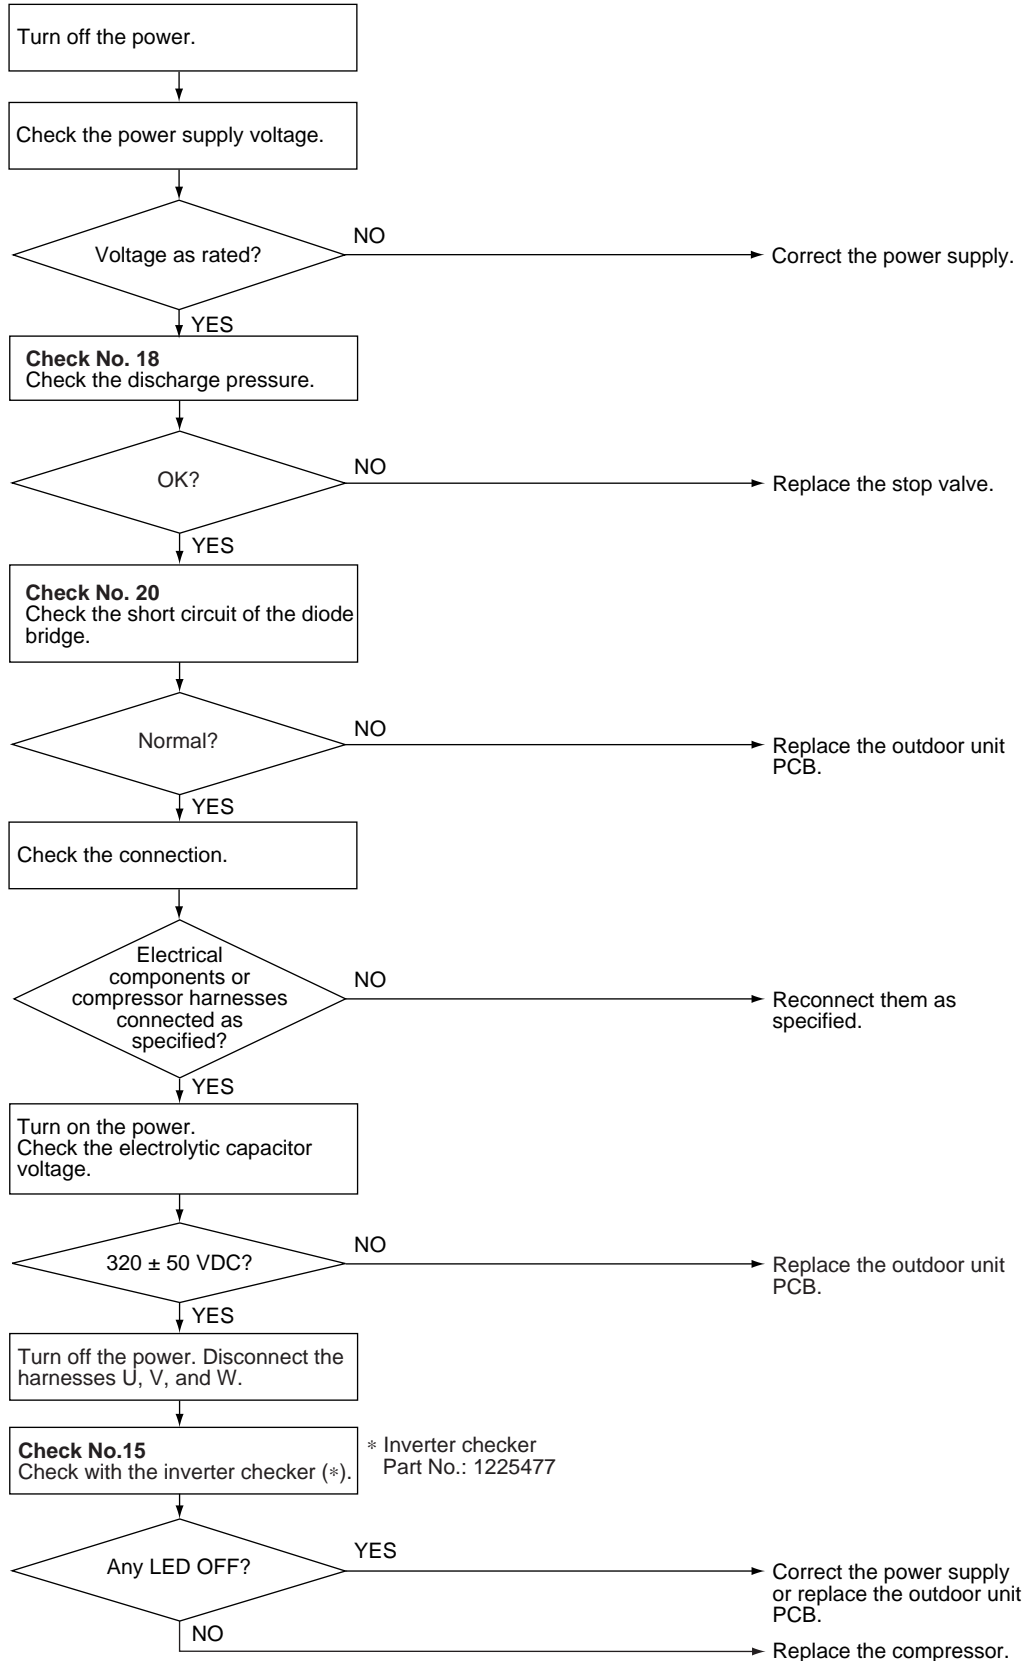 Turn off the power.
Check the power supply voltage.
Voltage as rated?
NO
Correct the power supply.
YES
Check No. 18
Check the discharge pressure.
OK?
NO
Replace the stop valve.
YES
Check No. 20
Check the short circuit of the diode
bridge.
Normal?
NO
Replace the outdoor unit
PCB.
YES
Check the connection.
Electrical
components or
compressor harnesses
connected as
specified?
NO
Reconnect them as
specified.
YES
Turn on the power.
Check the electrolytic capacitor
voltage.
320 ± 50 VDC?
NO
Replace the outdoor unit
PCB.
YES
Turn off the power. Disconnect the
harnesses U, V, and W.
Check No.15
Check with the inverter checker (∗).
∗ Inverter checker
Part No.: 1225477
Any LED OFF?
YES
Correct the power supply
or replace the outdoor unit
PCB.
NO
Replace the compressor.